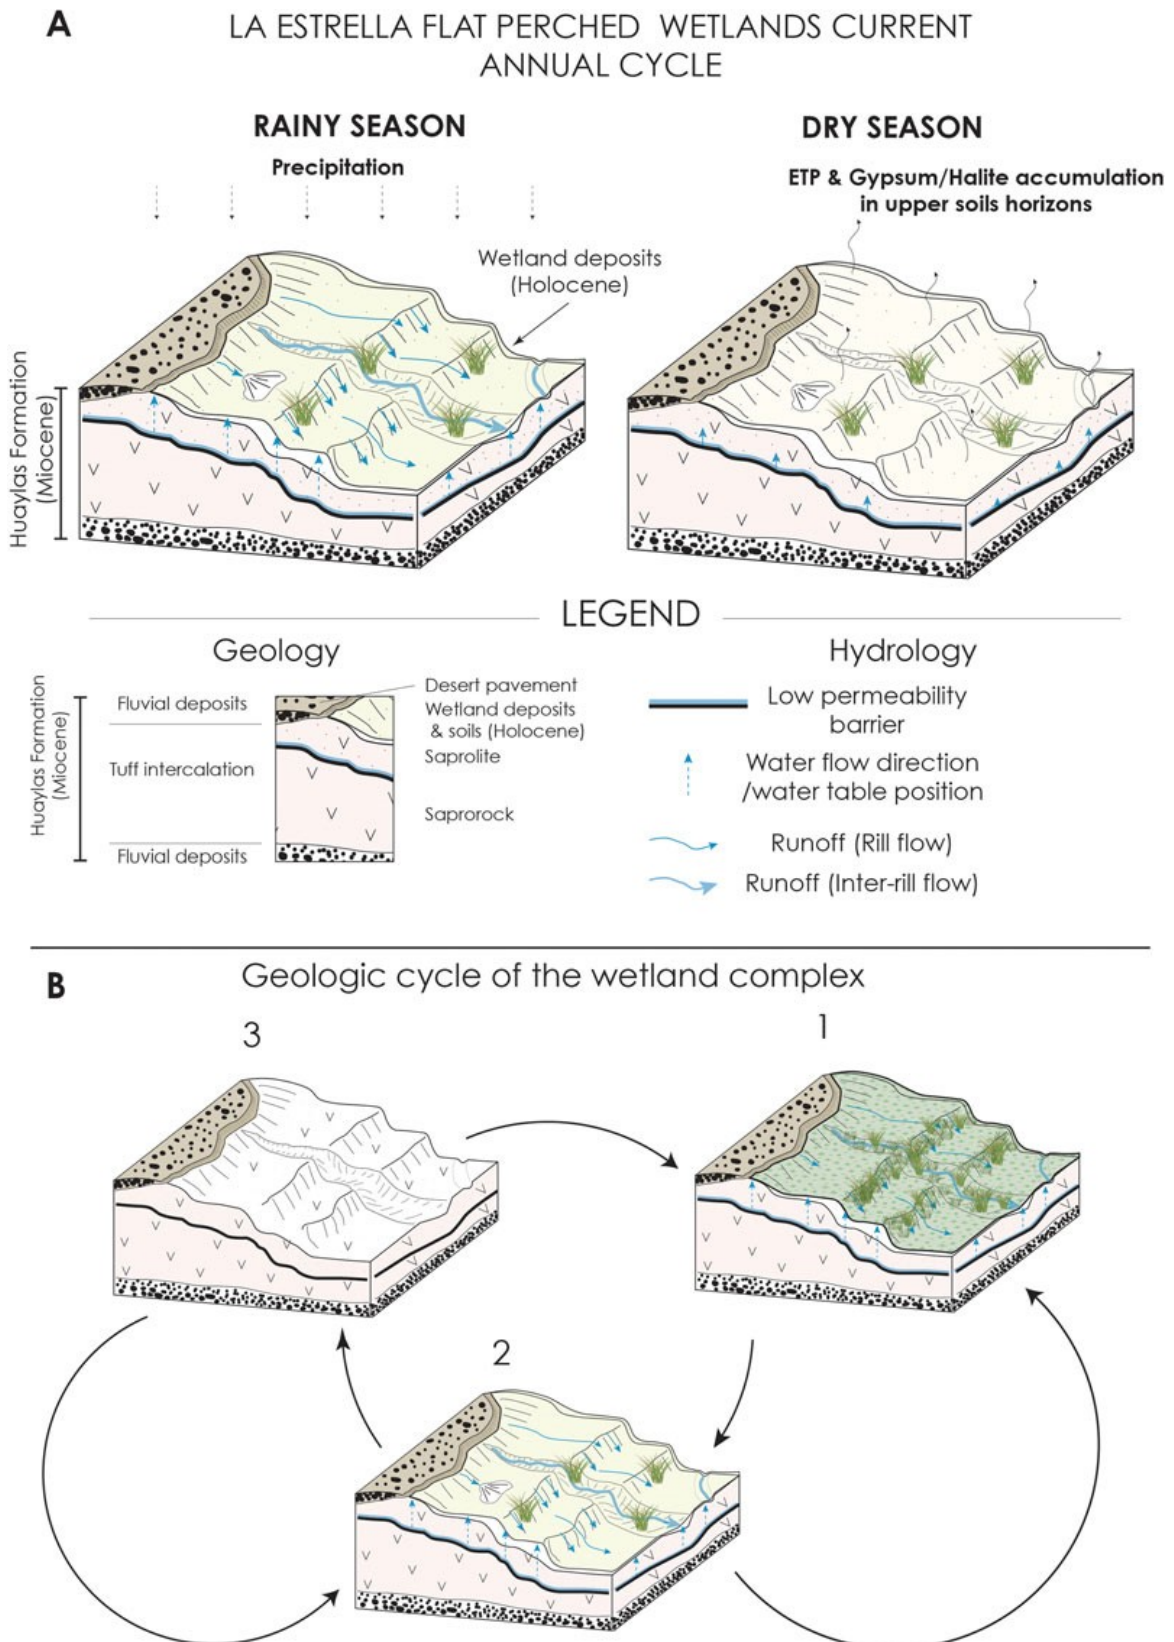 A
LA ESTRELLA FLAT PERCHED WETLANDS CURRENT
ANNUAL CYCLE
RAINY SEASON
Precipitation
DRY SEASON
ETP & Gypsum/Halite accumulation
in upper soils horizons
Wetland deposits
(Holocene)
Huaylas Formation
(Miocene)
LEGEND
Geology
Huaylas Formation
(Miocene)
Fluvial deposits
Tuff intercalation
Fluvial deposits
Desert pavement
Wetland deposits
& soils (Holocene)
Saprolite
Saprorock
Hydrology
Low permeability
barrier
Water flow direction
/water table position
Runoff (Rill flow)
Runoff (Inter-rill flow)
B
Geologic cycle of the wetland complex
3
1
2